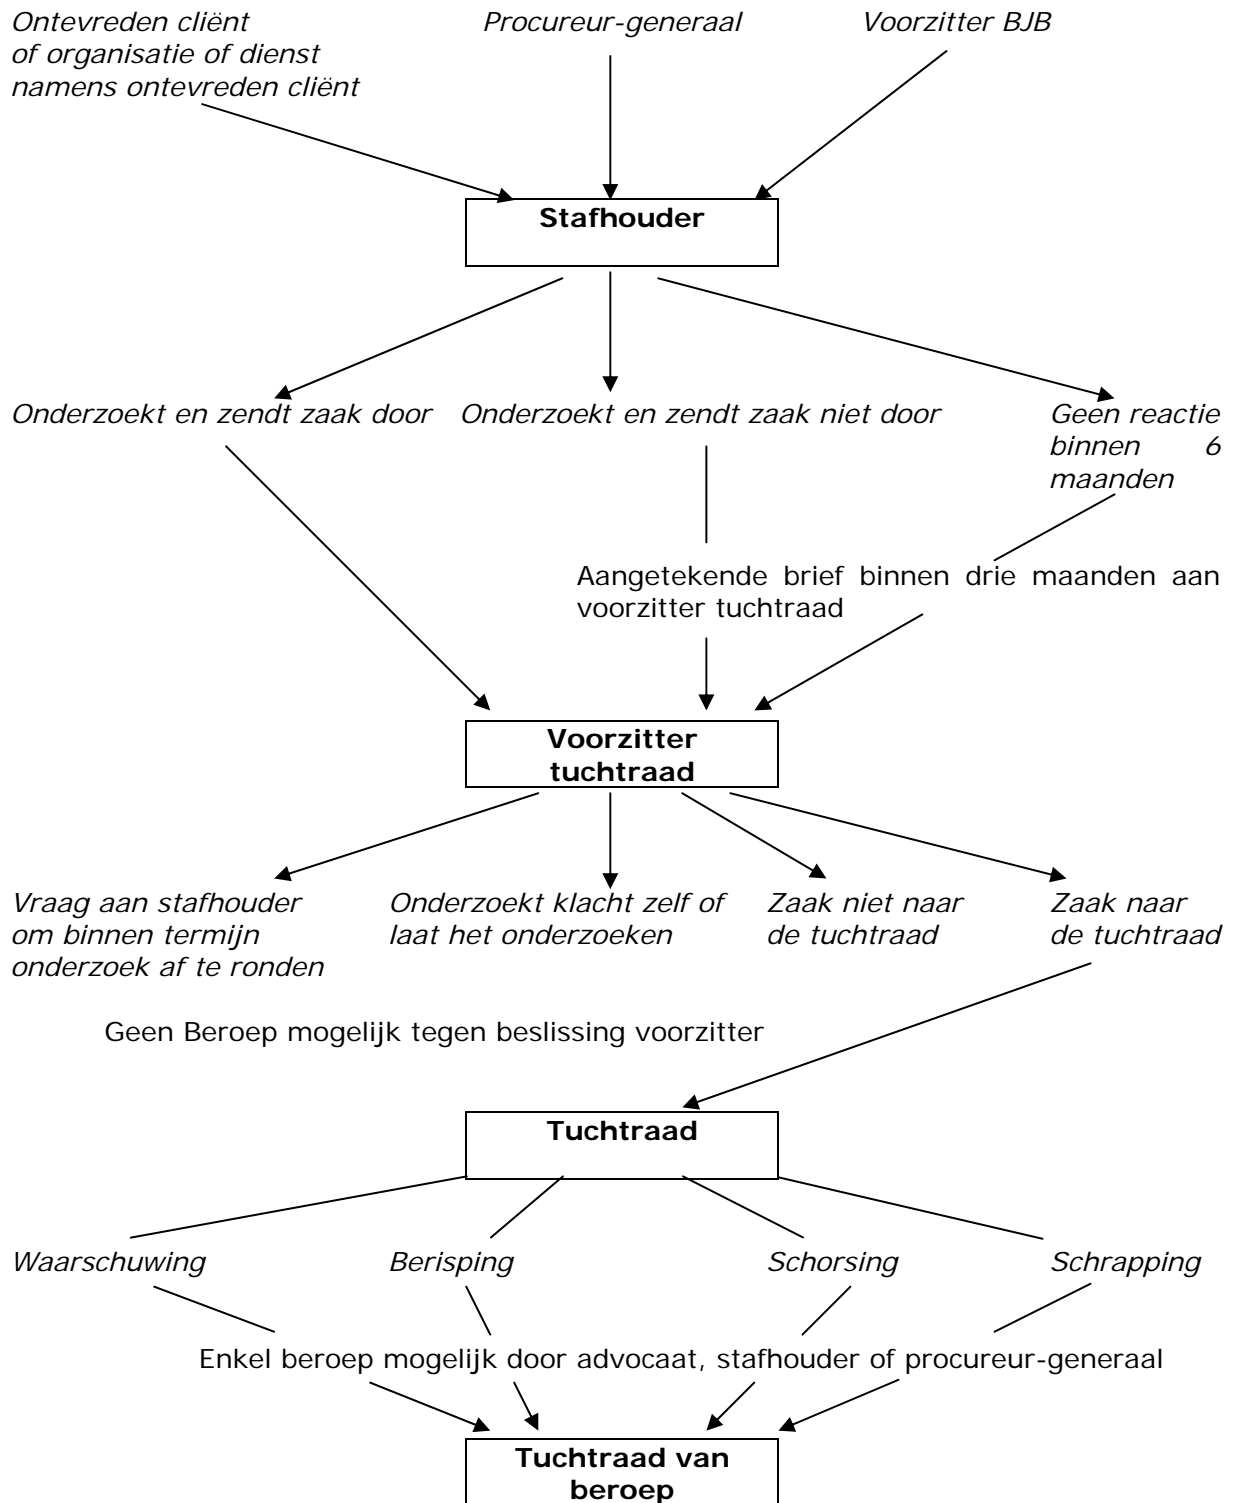 Ontevreden cliënt
of organisatie of dienst
namens ontevreden cliënt
Procureur-generaal
Voorzitter BJB
Stafhouder
Onderzoekt en zendt zaak door
Onderzoekt en zendt zaak niet door
Geen reactie
binnen 6
maanden
Aangetekende brief binnen drie maanden aan
voorzitter tuchtraad
Voorzitter
tuchtraad
Vraag aan stafhouder
om binnen termijn
onderzoek af te ronden
Onderzoekt klacht zelf of
laat het onderzoeken
Zaak niet naar
de tuchtraad
Zaak naar
de tuchtraad
Geen Beroep mogelijk tegen beslissing voorzitter
Tuchtraad
Waarschuwing
Berisping
Schorsing
Schrapping
Enkel beroep mogelijk door advocaat, stafhouder of procureur-generaal
Tuchtraad van
beroep